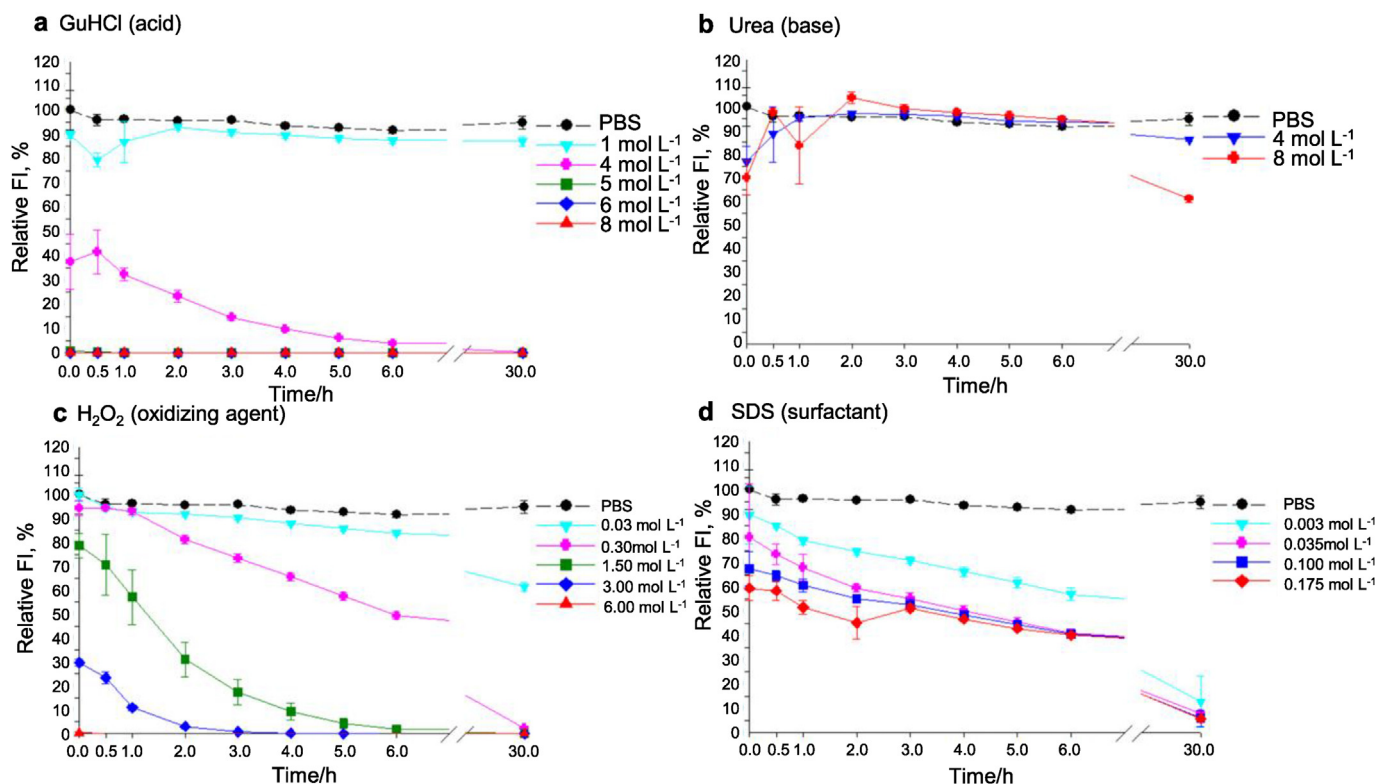 a GuHCl (acid)
120
110
100
90
80
70
60
50
40
30
20
10
0
Relative FI, %
0.0 0.5 1.0 2.0 3.0 4.0 5.0 6.0 30.0
Time/h
PBS
1 mol L⁻¹
4 mol L⁻¹
5 mol L⁻¹
6 mol L⁻¹
8 mol L⁻¹
b Urea (base)
120
110
100
90
80
70
60
50
40
30
20
10
0
Relative FI, %
0.0 0.5 1.0 2.0 3.0 4.0 5.0 6.0 30.0
Time/h
PBS
4 mol L⁻¹
8 mol L⁻¹
c H₂O₂ (oxidizing agent)
120
110
100
90
80
70
60
50
40
30
20
10
0
Relative FI, %
0.0 0.5 1.0 2.0 3.0 4.0 5.0 6.0 30.0
Time/h
PBS
0.03 mol L⁻¹
0.30mol L⁻¹
1.50 mol L⁻¹
3.00 mol L⁻¹
6.00 mol L⁻¹
d SDS (surfactant)
120
110
100
90
80
70
60
50
40
30
20
10
0
Relative FI, %
0.0 0.5 1.0 2.0 3.0 4.0 5.0 6.0 30.0
Time/h
PBS
0.003 mol L⁻¹
0.035mol L⁻¹
0.100 mol L⁻¹
0.175 mol L⁻¹